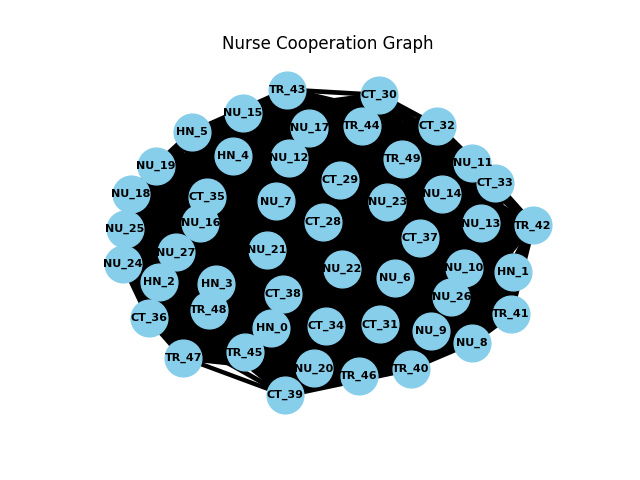 Nurse Cooperation Graph
TR_43
CT_30
NU_15
NU_17
TR_44
CT_32
HN_5
HN_4
NU_12
TR_49
NU_11
NU_19
CT_29
CT_33
NU_18
CT_35
NU_7
NU_23
NU_14
NU_25
NU_16
CT_28
NU_13
TR_42
CT_37
NU_27
NU_21
NU_24
NU_22
NU_10
HN_1
HN_2
HN_3
NU_6
CT_38
NU_26
CT_36
TR_48
HN_0
CT_34
CT_31
NU_9
TR_41
NU_8
TR_47
TR_45
NU_20
TR_46
TR_40
CT_39